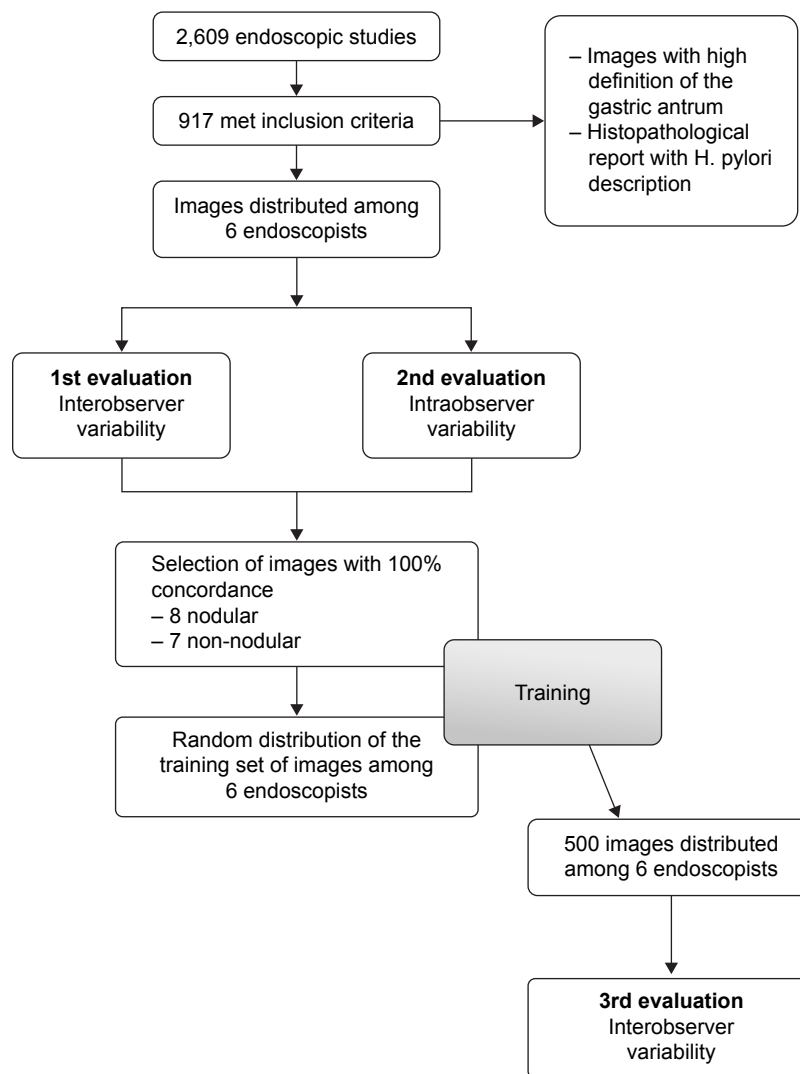 2,609 endoscopic studies
– Images with high
definition of the
gastric antrum
– Histopathological
report with H. pylori
description
917 met inclusion criteria
Images distributed among
6 endoscopists
1st evaluation
Interobserver
variability
2nd evaluation
Intraobserver
variability
Selection of images with 100%
concordance
– 8 nodular
– 7 non-nodular
Training
Random distribution of the
training set of images among
6 endoscopists
500 images distributed
among 6 endoscopists
3rd evaluation
Interobserver
variability